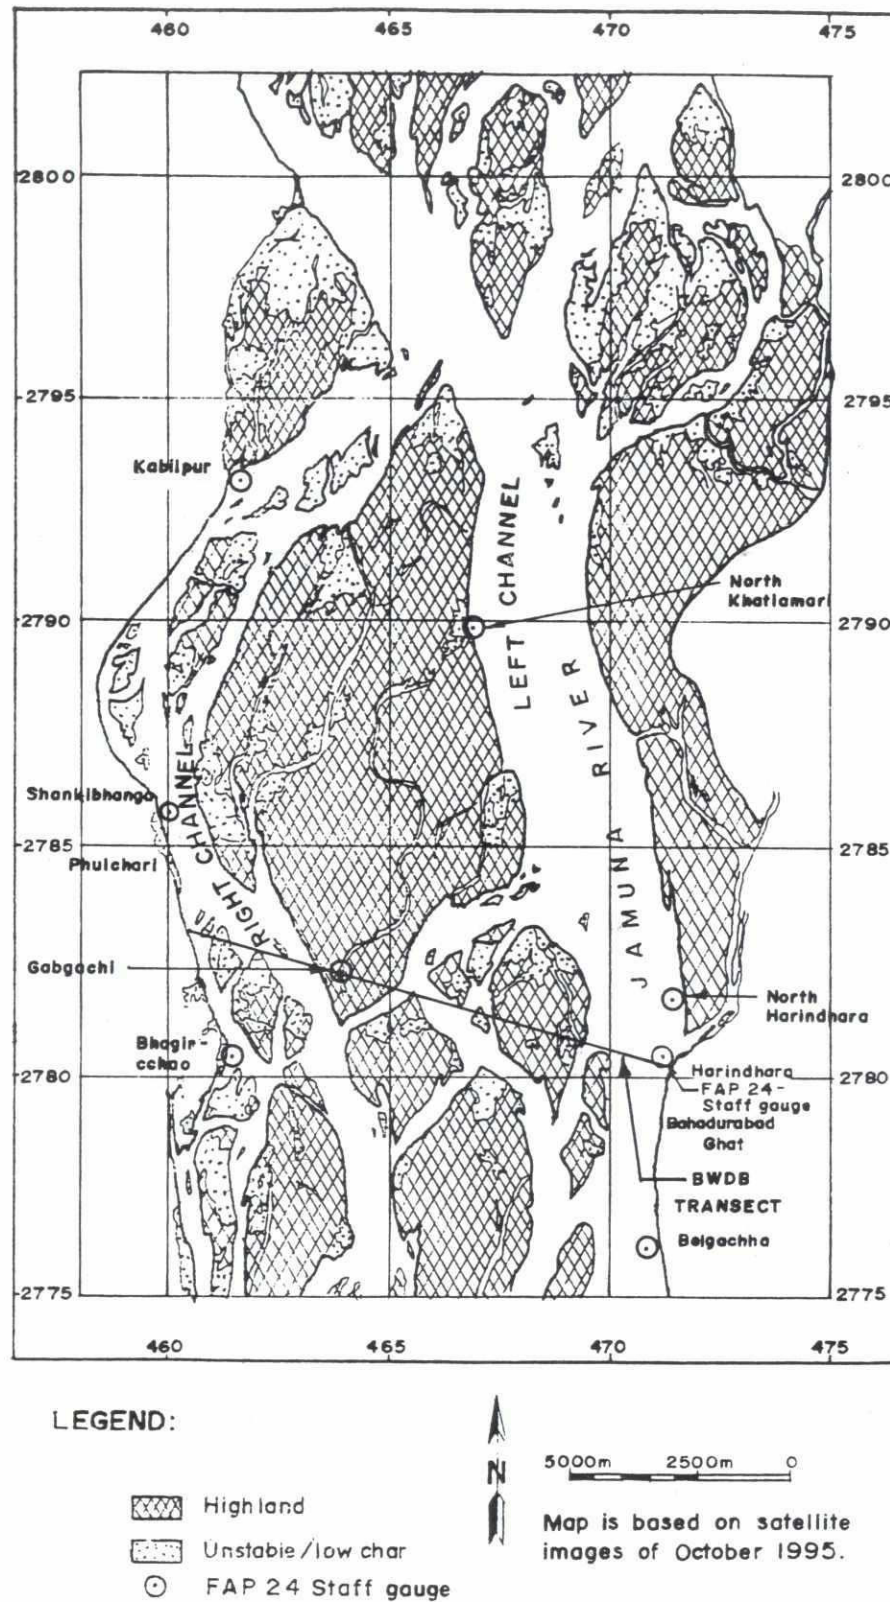 460 465 470 475
2800 2800
2795 2795
Kabilpur
LEFT CHANNEL
North
Khatiamari
2790 2790
JAMUNA RIVER
RIGHT CHANNEL
Shankibhanga
2785 2785
Phulchari
Gabgachi
B
North
Harindhara
Bhagir-
cchao
2780 2780
Harindhara
FAP 24-
Staff gauge
Bahadurabad
Ghat
BWDB
TRANSECT
Belgachha
2775 2775
460 465 470 475
LEGEND:
N
5000m 2500m 0
Highland
Unstable/low char
FAP 24 Staff gauge
Map is based on satellite
images of October 1995.